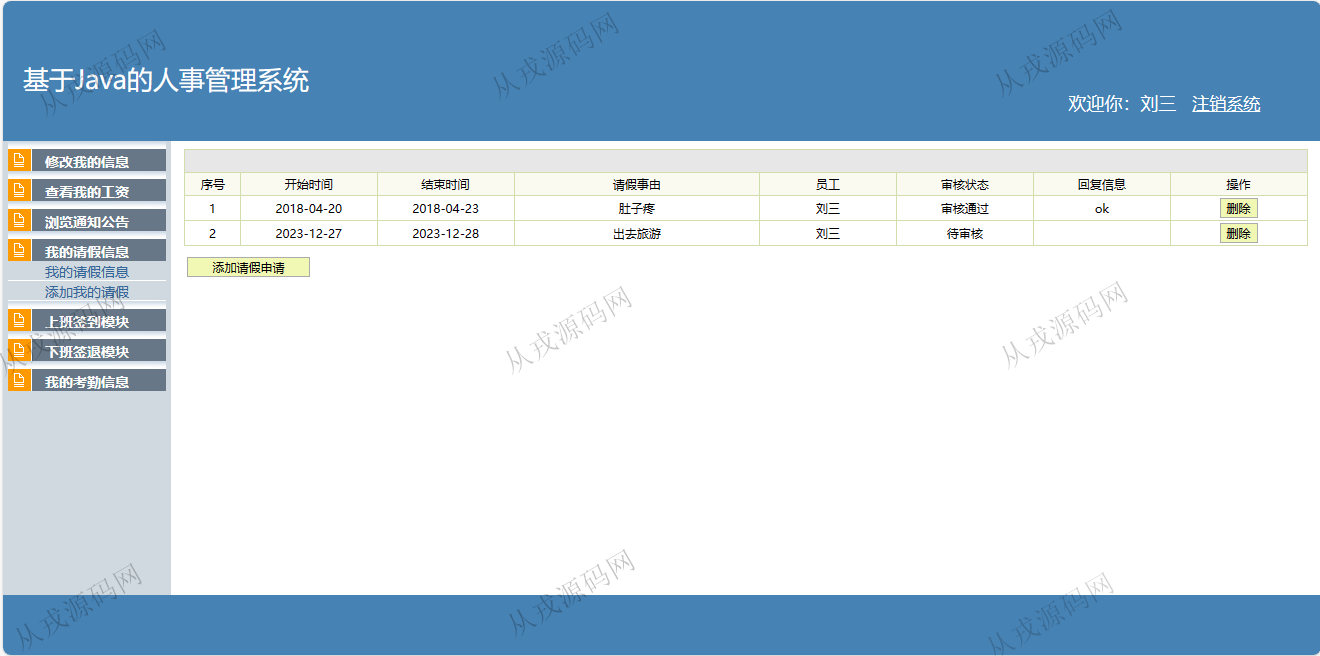 基于Java的人事管理系统
欢迎你：刘三 注销系统
修改我的信息
查看我的工资
浏览通知公告
我的请假信息
我的请假信息
添加我的请假
上班签到模块
下班签退模块
我的考勤信息
序号 开始时间 结束时间 请假事由 员工 审核状态 回复信息 操作
1 2018-04-20 2018-04-23 肚子疼 刘三 审核通过 ok 删除
2 2023-12-27 2023-12-28 出去旅游 刘三 待审核 删除
添加请假申请
从戎源码网
从戎源码网
从戎源码网
从戎源码网
从戎源码网
从戎源码网
从戎源码网
从戎源码网
从戎源码网